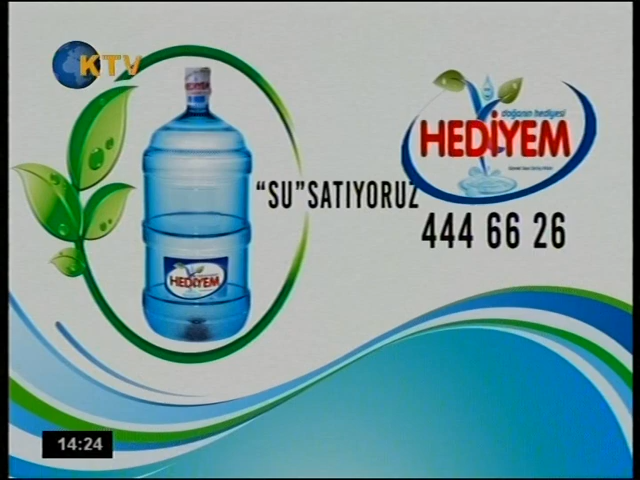 KTV
doğanın hediyesi
HEDİYEM
"SU"SATIYORUZ
444 66 26
HEDİYEM
14:24